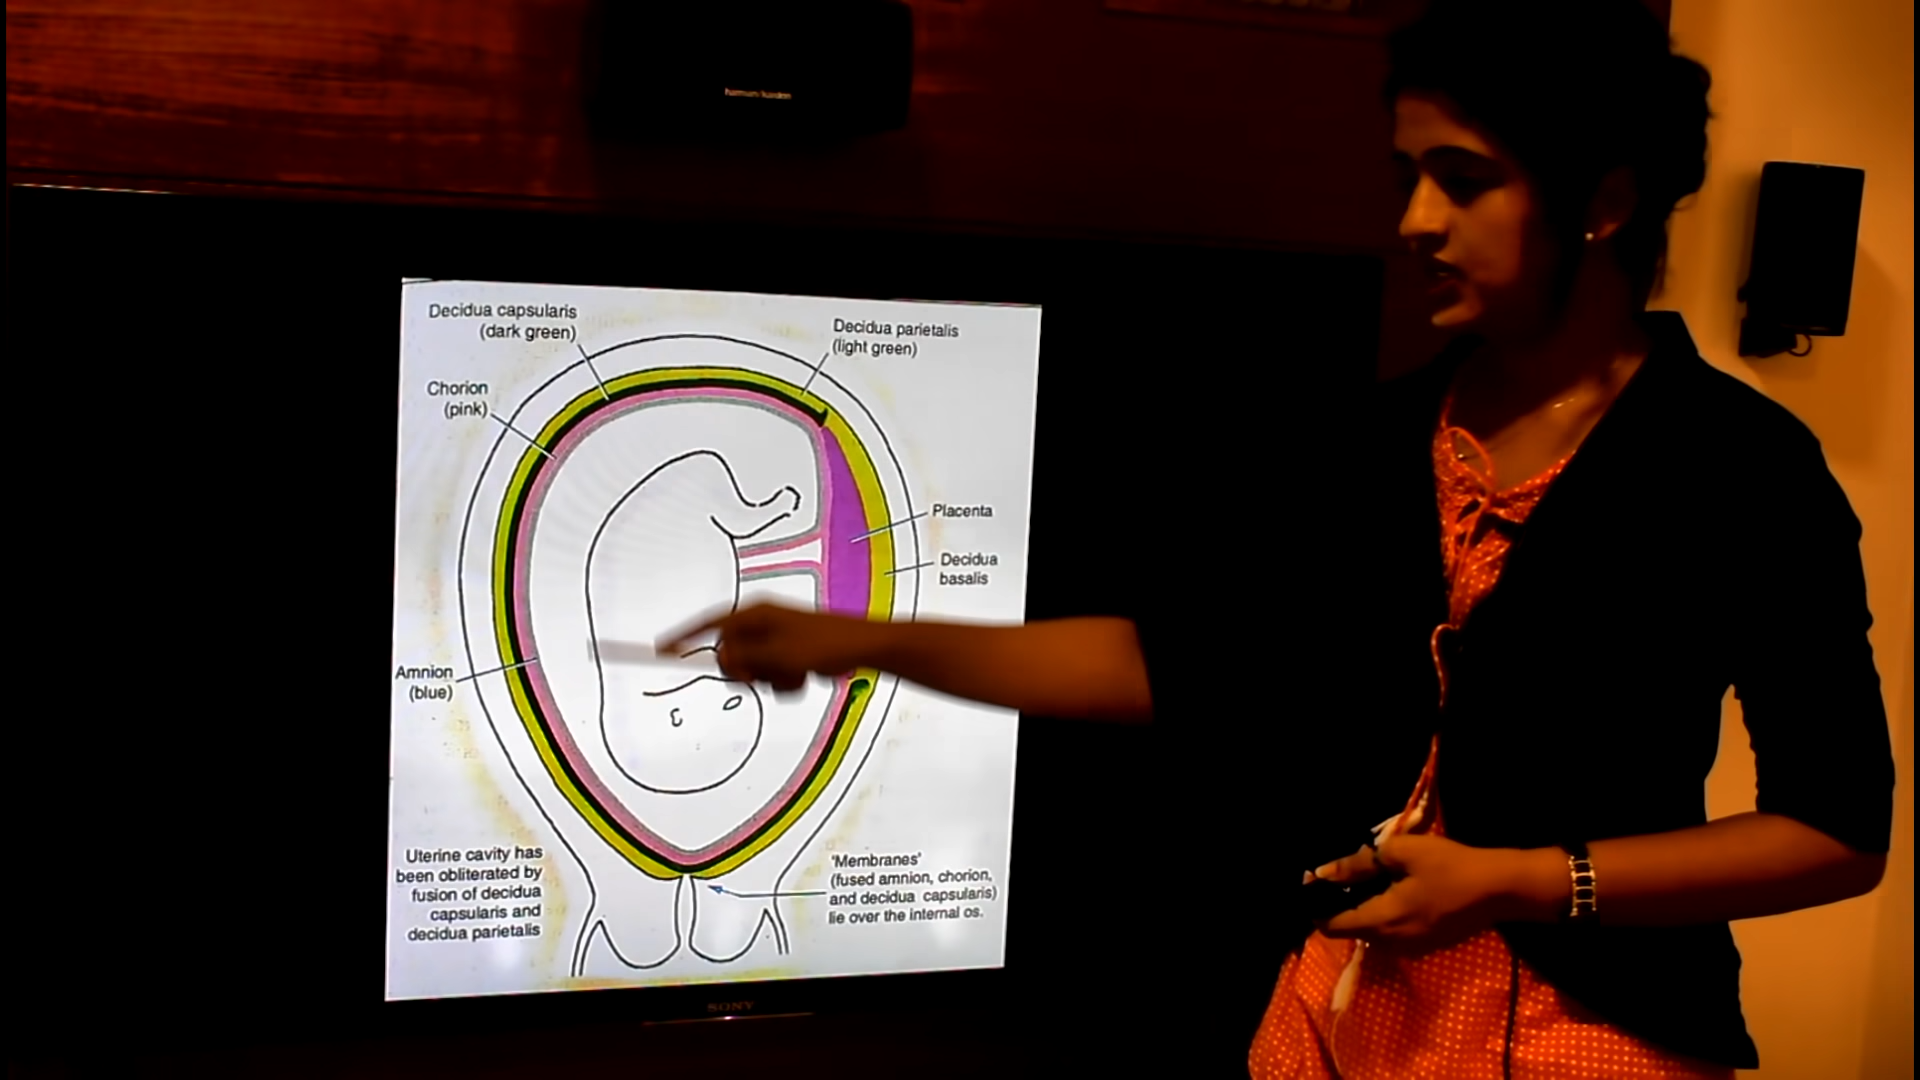 harman/kardon
Decidua capsularis
(dark green)
Decidua parietalis
(light green)
Chorion
(pink)
Placenta
Decidua
basalis
Amnion
(blue)
Uterine cavity has
been obliterated by
fusion of decidua
capsularis and
decidua parietalis
'Membranes'
(fused amnion, chorion,
and decidua capsularis)
lie over the internal os.
SONY